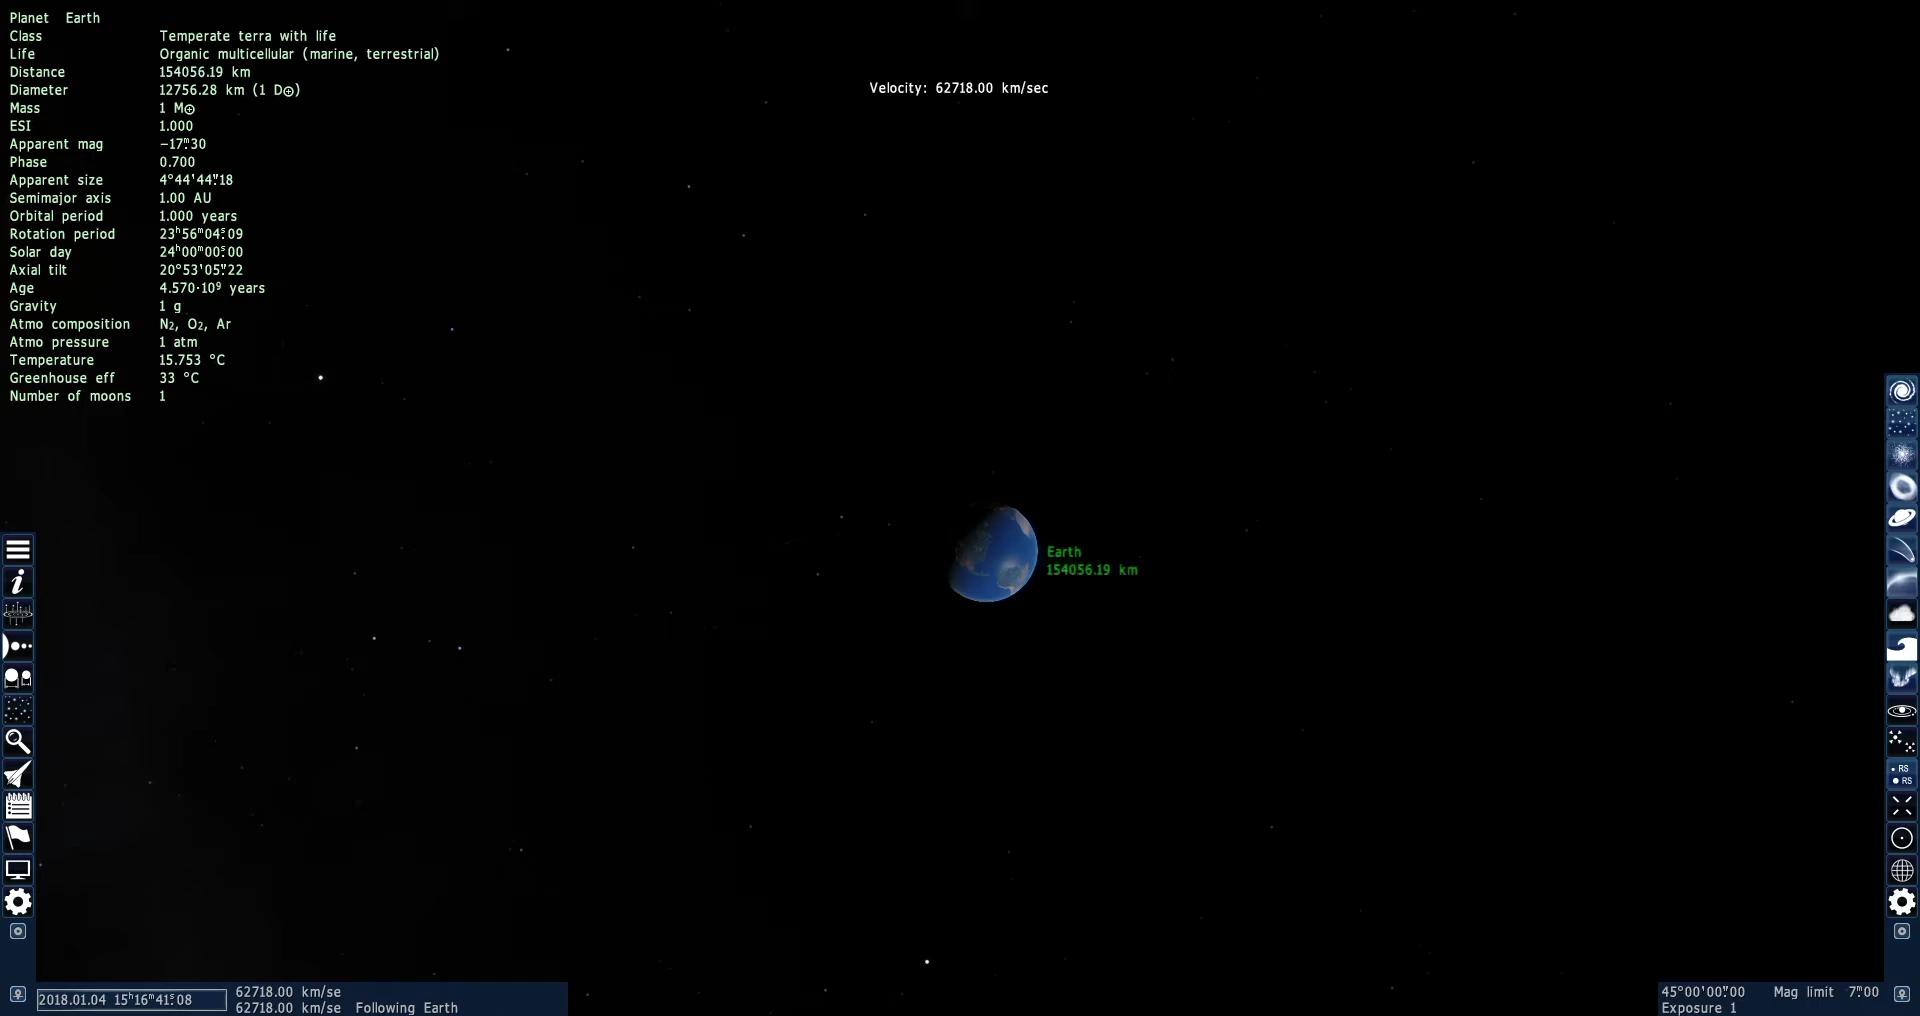 Planet Earth
Class Temperate terra with life
Life Organic multicellular (marine, terrestrial)
Distance 154056.19 km
Diameter 12756.28 km (1 D⊕)
Mass 1 M⊕
ESI 1.000
Apparent mag −17ᵐ.30
Phase 0.700
Apparent size 4°44'44".18
Semimajor axis 1.00 AU
Orbital period 1.000 years
Rotation period 23ʰ56ᵐ04ˢ.09
Solar day 24ʰ00ᵐ00ˢ.00
Axial tilt 20°53'05".22
Age 4.570·10⁹ years
Gravity 1 g
Atmo composition N₂, O₂, Ar
Atmo pressure 1 atm
Temperature 15.753 °C
Greenhouse eff 33 °C
Number of moons 1
Velocity: 62718.00 km/sec
Earth
154056.19 km
RS
RS
2018.01.04 15ʰ16ᵐ41ˢ.08
62718.00 km/se
62718.00 km/se Following Earth
45°00'00".00 Mag limit 7ᵐ.00
Exposure 1